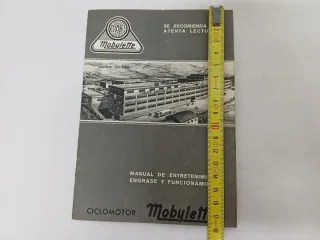 SE RECOMIENDA
ATENTA LECTU
Mobylette
MANUAL DE ENTRETENIMI
ENGRASE Y FUNCIONAMI
CICLOMOTOR Mobylett